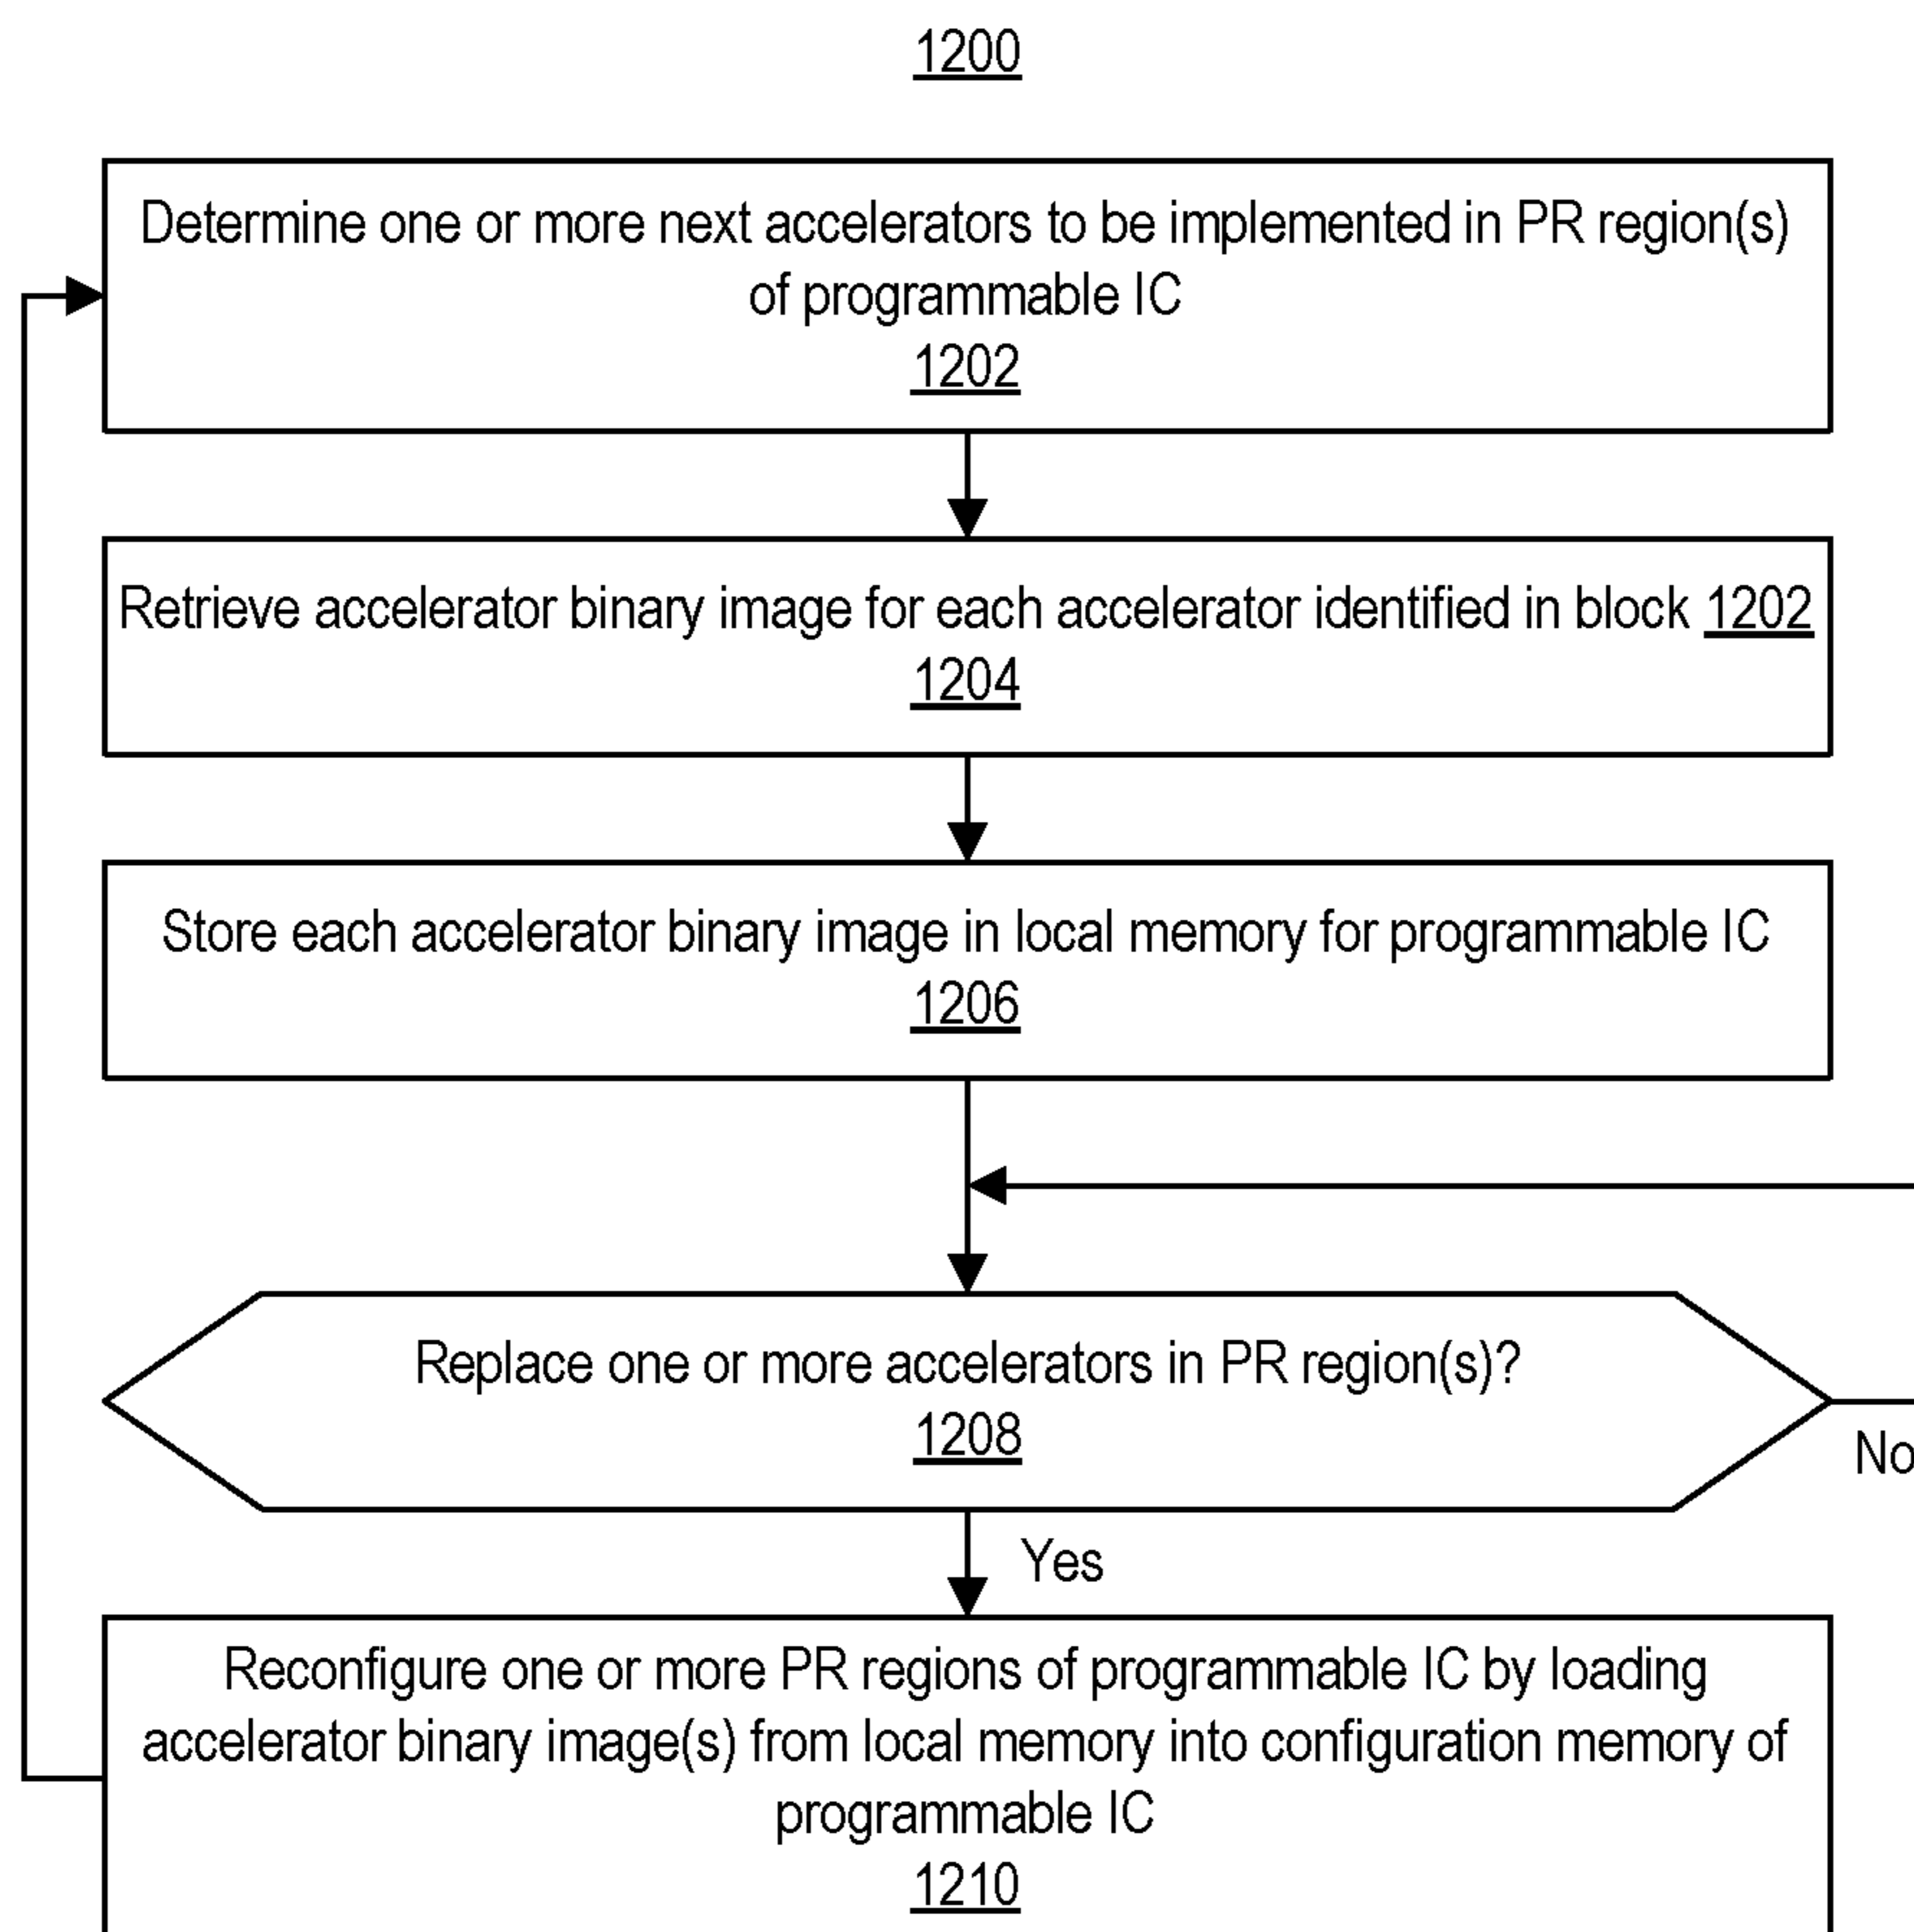 1200
Determine one or more next accelerators to be implemented in PR region(s)
of programmable IC
1202
Retrieve accelerator binary image for each accelerator identified in block 1202
1204
Store each accelerator binary image in local memory for programmable IC
1206
Replace one or more accelerators in PR region(s)?
1208
No
Yes
Reconfigure one or more PR regions of programmable IC by loading
accelerator binary image(s) from local memory into configuration memory of
programmable IC
1210